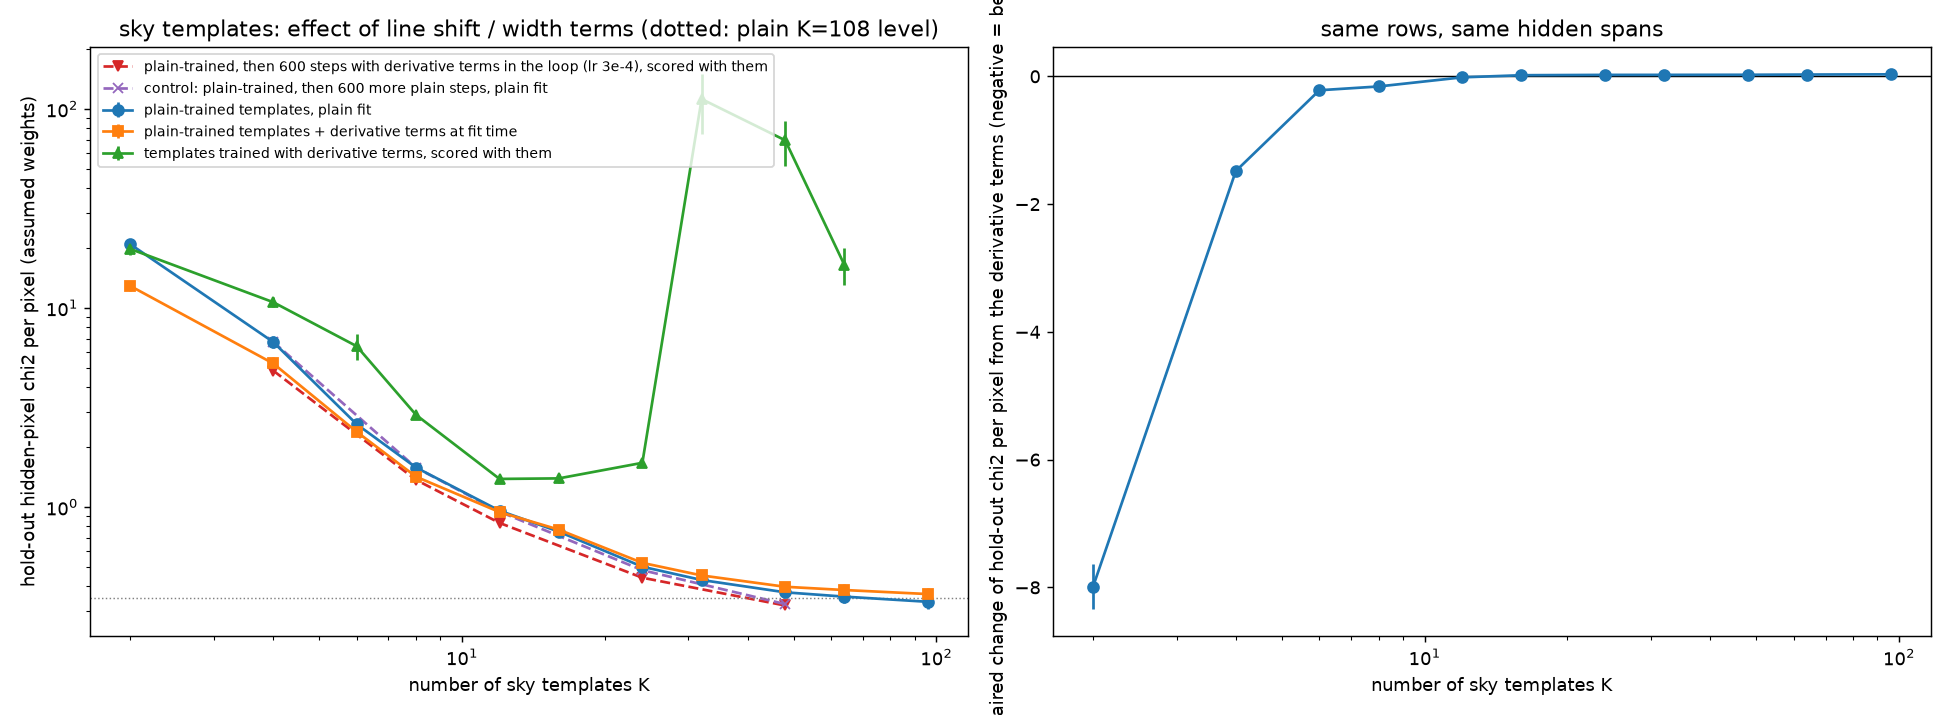 sky templates: effect of line shift / width terms (dotted: plain K=108 level)
plain-trained, then 600 steps with derivative terms in the loop (lr 3e-4), scored with them
control: plain-trained, then 600 more plain steps, plain fit
plain-trained templates, plain fit
plain-trained templates + derivative terms at fit time
templates trained with derivative terms, scored with them
hold-out hidden-pixel chi2 per pixel (assumed weights)
10²
10¹
10⁰
10¹
10²
number of sky templates K
same rows, same hidden spans
aired change of hold-out chi2 per pixel from the derivative terms (negative = be
0
−2
−4
−6
−8
10¹
10²
number of sky templates K